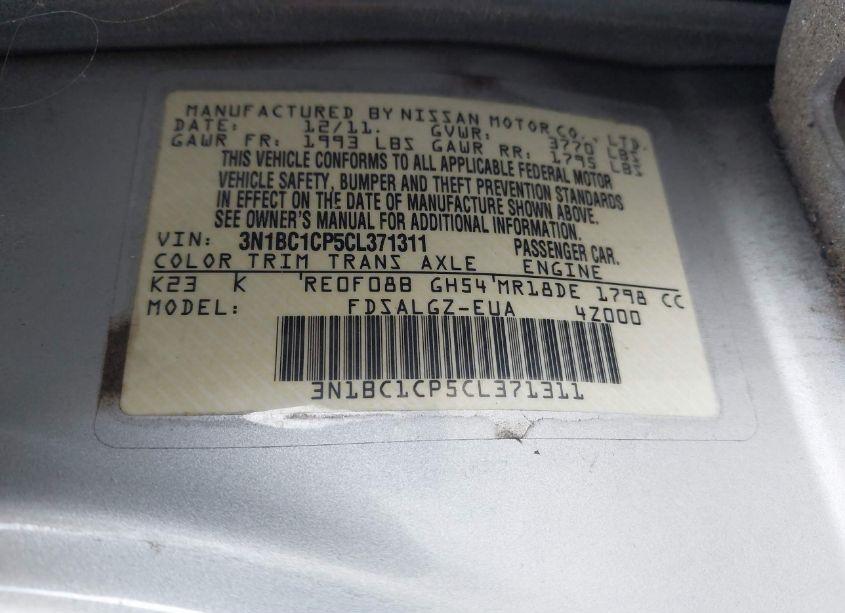 MANUFACTURED BY NISSAN MOTOR CO., LTD.
DATE: 12/11. GVWR: 3770 LBS
GAWR FR: 1993 LBS GAWR RR: 1795 LBS
THIS VEHICLE CONFORMS TO ALL APPLICABLE FEDERAL MOTOR
VEHICLE SAFETY, BUMPER AND THEFT PREVENTION STANDARDS
IN EFFECT ON THE DATE OF MANUFACTURE SHOWN ABOVE.
SEE OWNER'S MANUAL FOR ADDITIONAL INFORMATION.
VIN: 3N1BC1CP5CL371311 PASSENGER CAR.
COLOR TRIM TRANS AXLE ENGINE
K23 K 'RE0F08B GH54'MR18DE 1798 CC
MODEL: FDSALGZ-EUA 4Z000
3N1BC1CP5CL371311